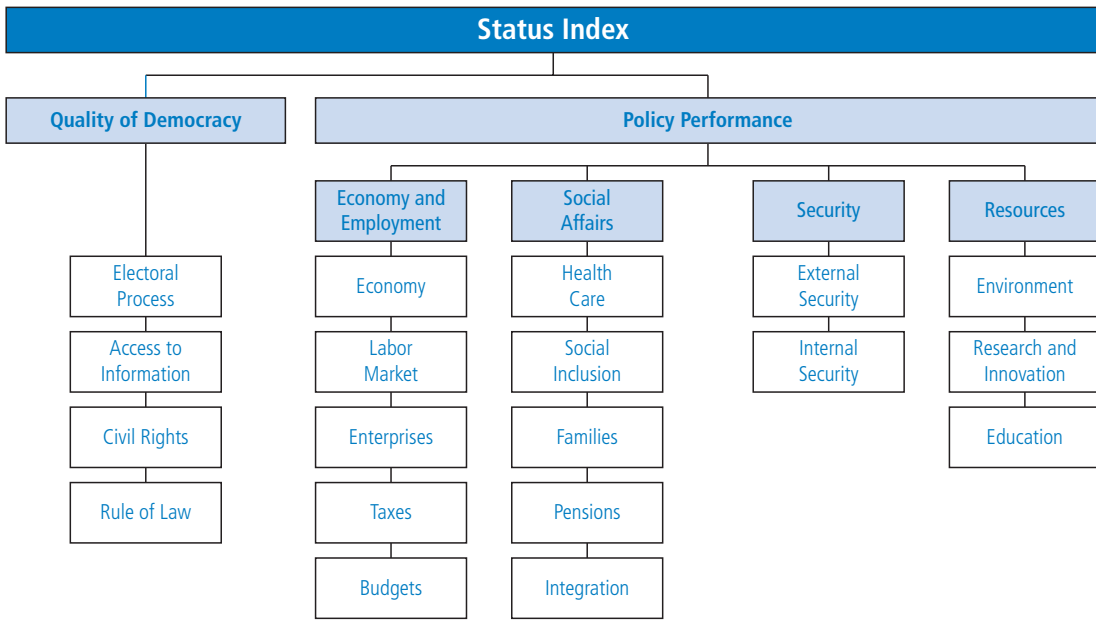 Status Index
Quality of Democracy
Policy Performance
Economy and
Employment
Social
Affairs
Security
Resources
Electoral
Process
Access to
Information
Civil Rights
Rule of Law
Economy
Labor
Market
Enterprises
Taxes
Budgets
Health
Care
Social
Inclusion
Families
Pensions
Integration
External
Security
Internal
Security
Environment
Research and
Innovation
Education